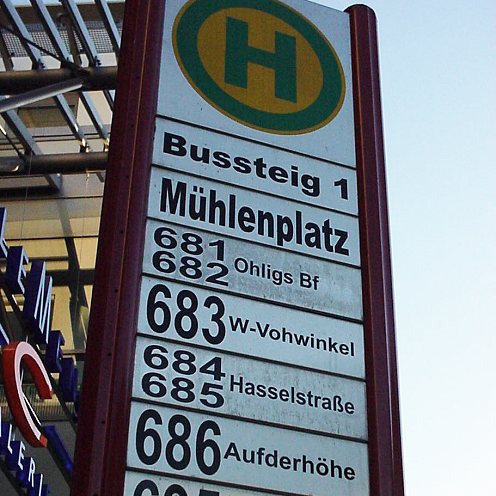 H
Bussteig 1
Mühlenplatz
681
682 Ohligs Bf
683 W-Vohwinkel
684
685 Hasselstraße
686 Aufderhöhe